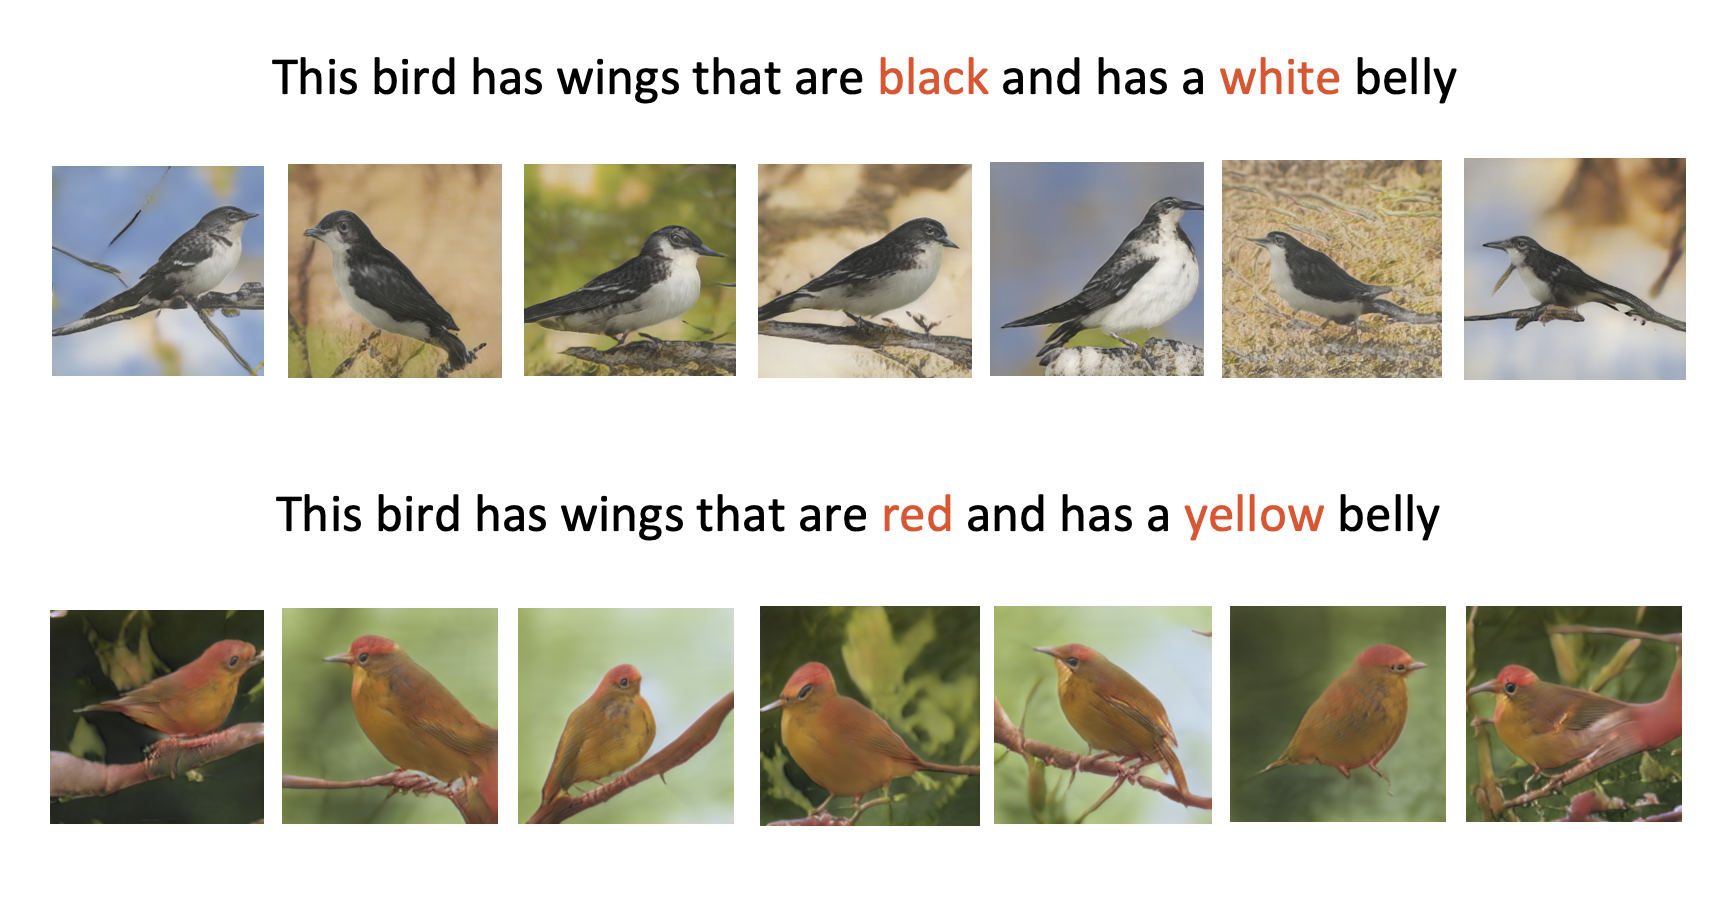 This bird has wings that are black and has a white belly
This bird has wings that are red and has a yellow belly